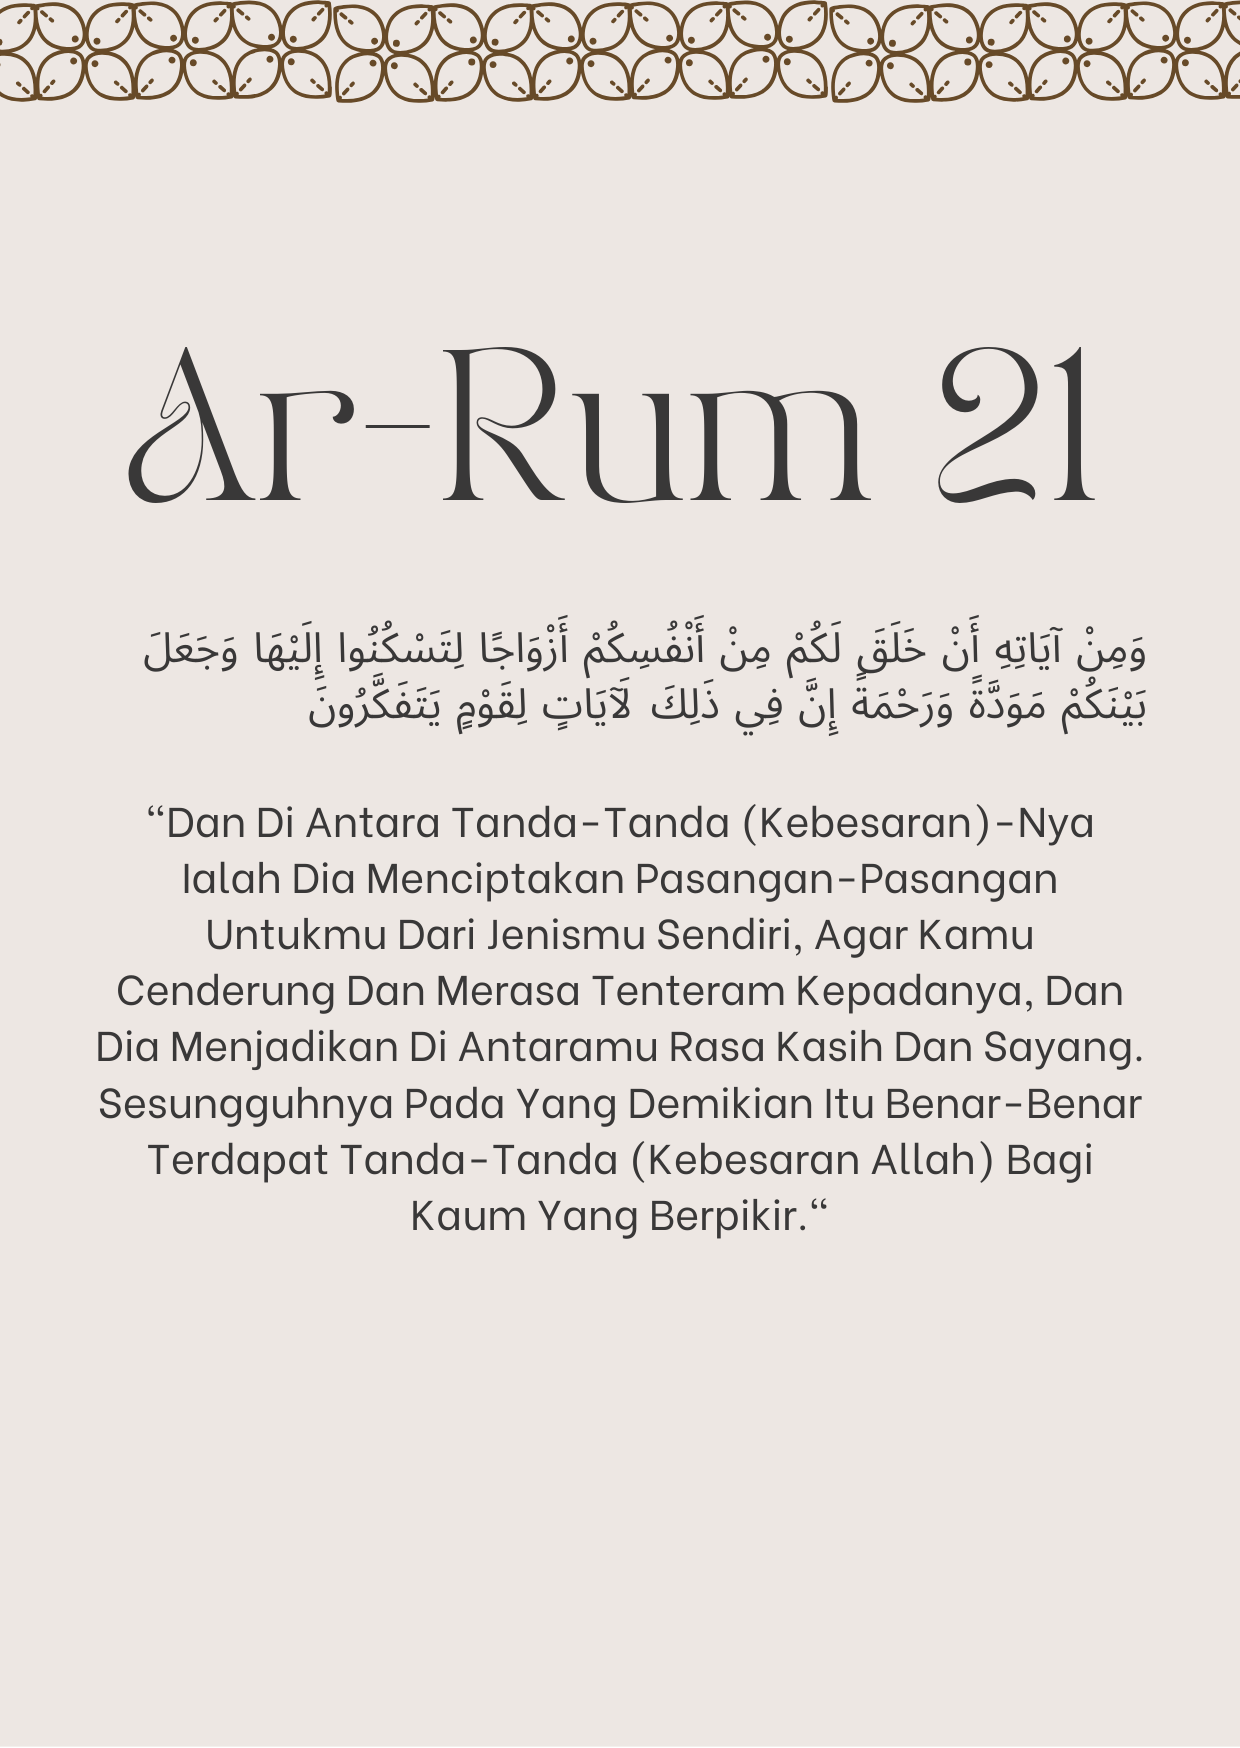 Ar-Rum 21
وَمِنْ آيَاتِهِ أَنْ خَلَقَ لَكُمْ مِنْ أَنْفُسِكُمْ أَزْوَاجًا لِتَسْكُنُوا إِلَيْهَا وَجَعَلَ
بَيْنَكُمْ مَوَدَّةً وَرَحْمَةً إِنَّ فِي ذَلِكَ لَآيَاتٍ لِقَوْمٍ يَتَفَكَّرُونَ
“Dan Di Antara Tanda-Tanda (Kebesaran)-Nya
Ialah Dia Menciptakan Pasangan-Pasangan
Untukmu Dari Jenismu Sendiri, Agar Kamu
Cenderung Dan Merasa Tenteram Kepadanya, Dan
Dia Menjadikan Di Antaramu Rasa Kasih Dan Sayang.
Sesungguhnya Pada Yang Demikian Itu Benar-Benar
Terdapat Tanda-Tanda (Kebesaran Allah) Bagi
Kaum Yang Berpikir.“